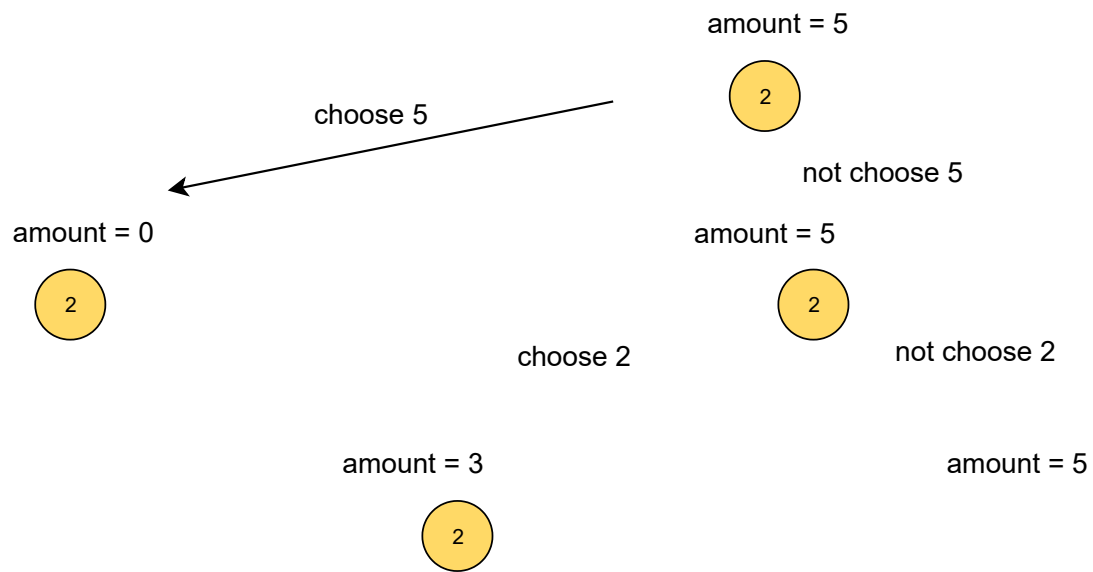 amount = 5
2
choose 5
not choose 5
amount = 0
amount = 5
2
2
choose 2
not choose 2
amount = 3
amount = 5
2